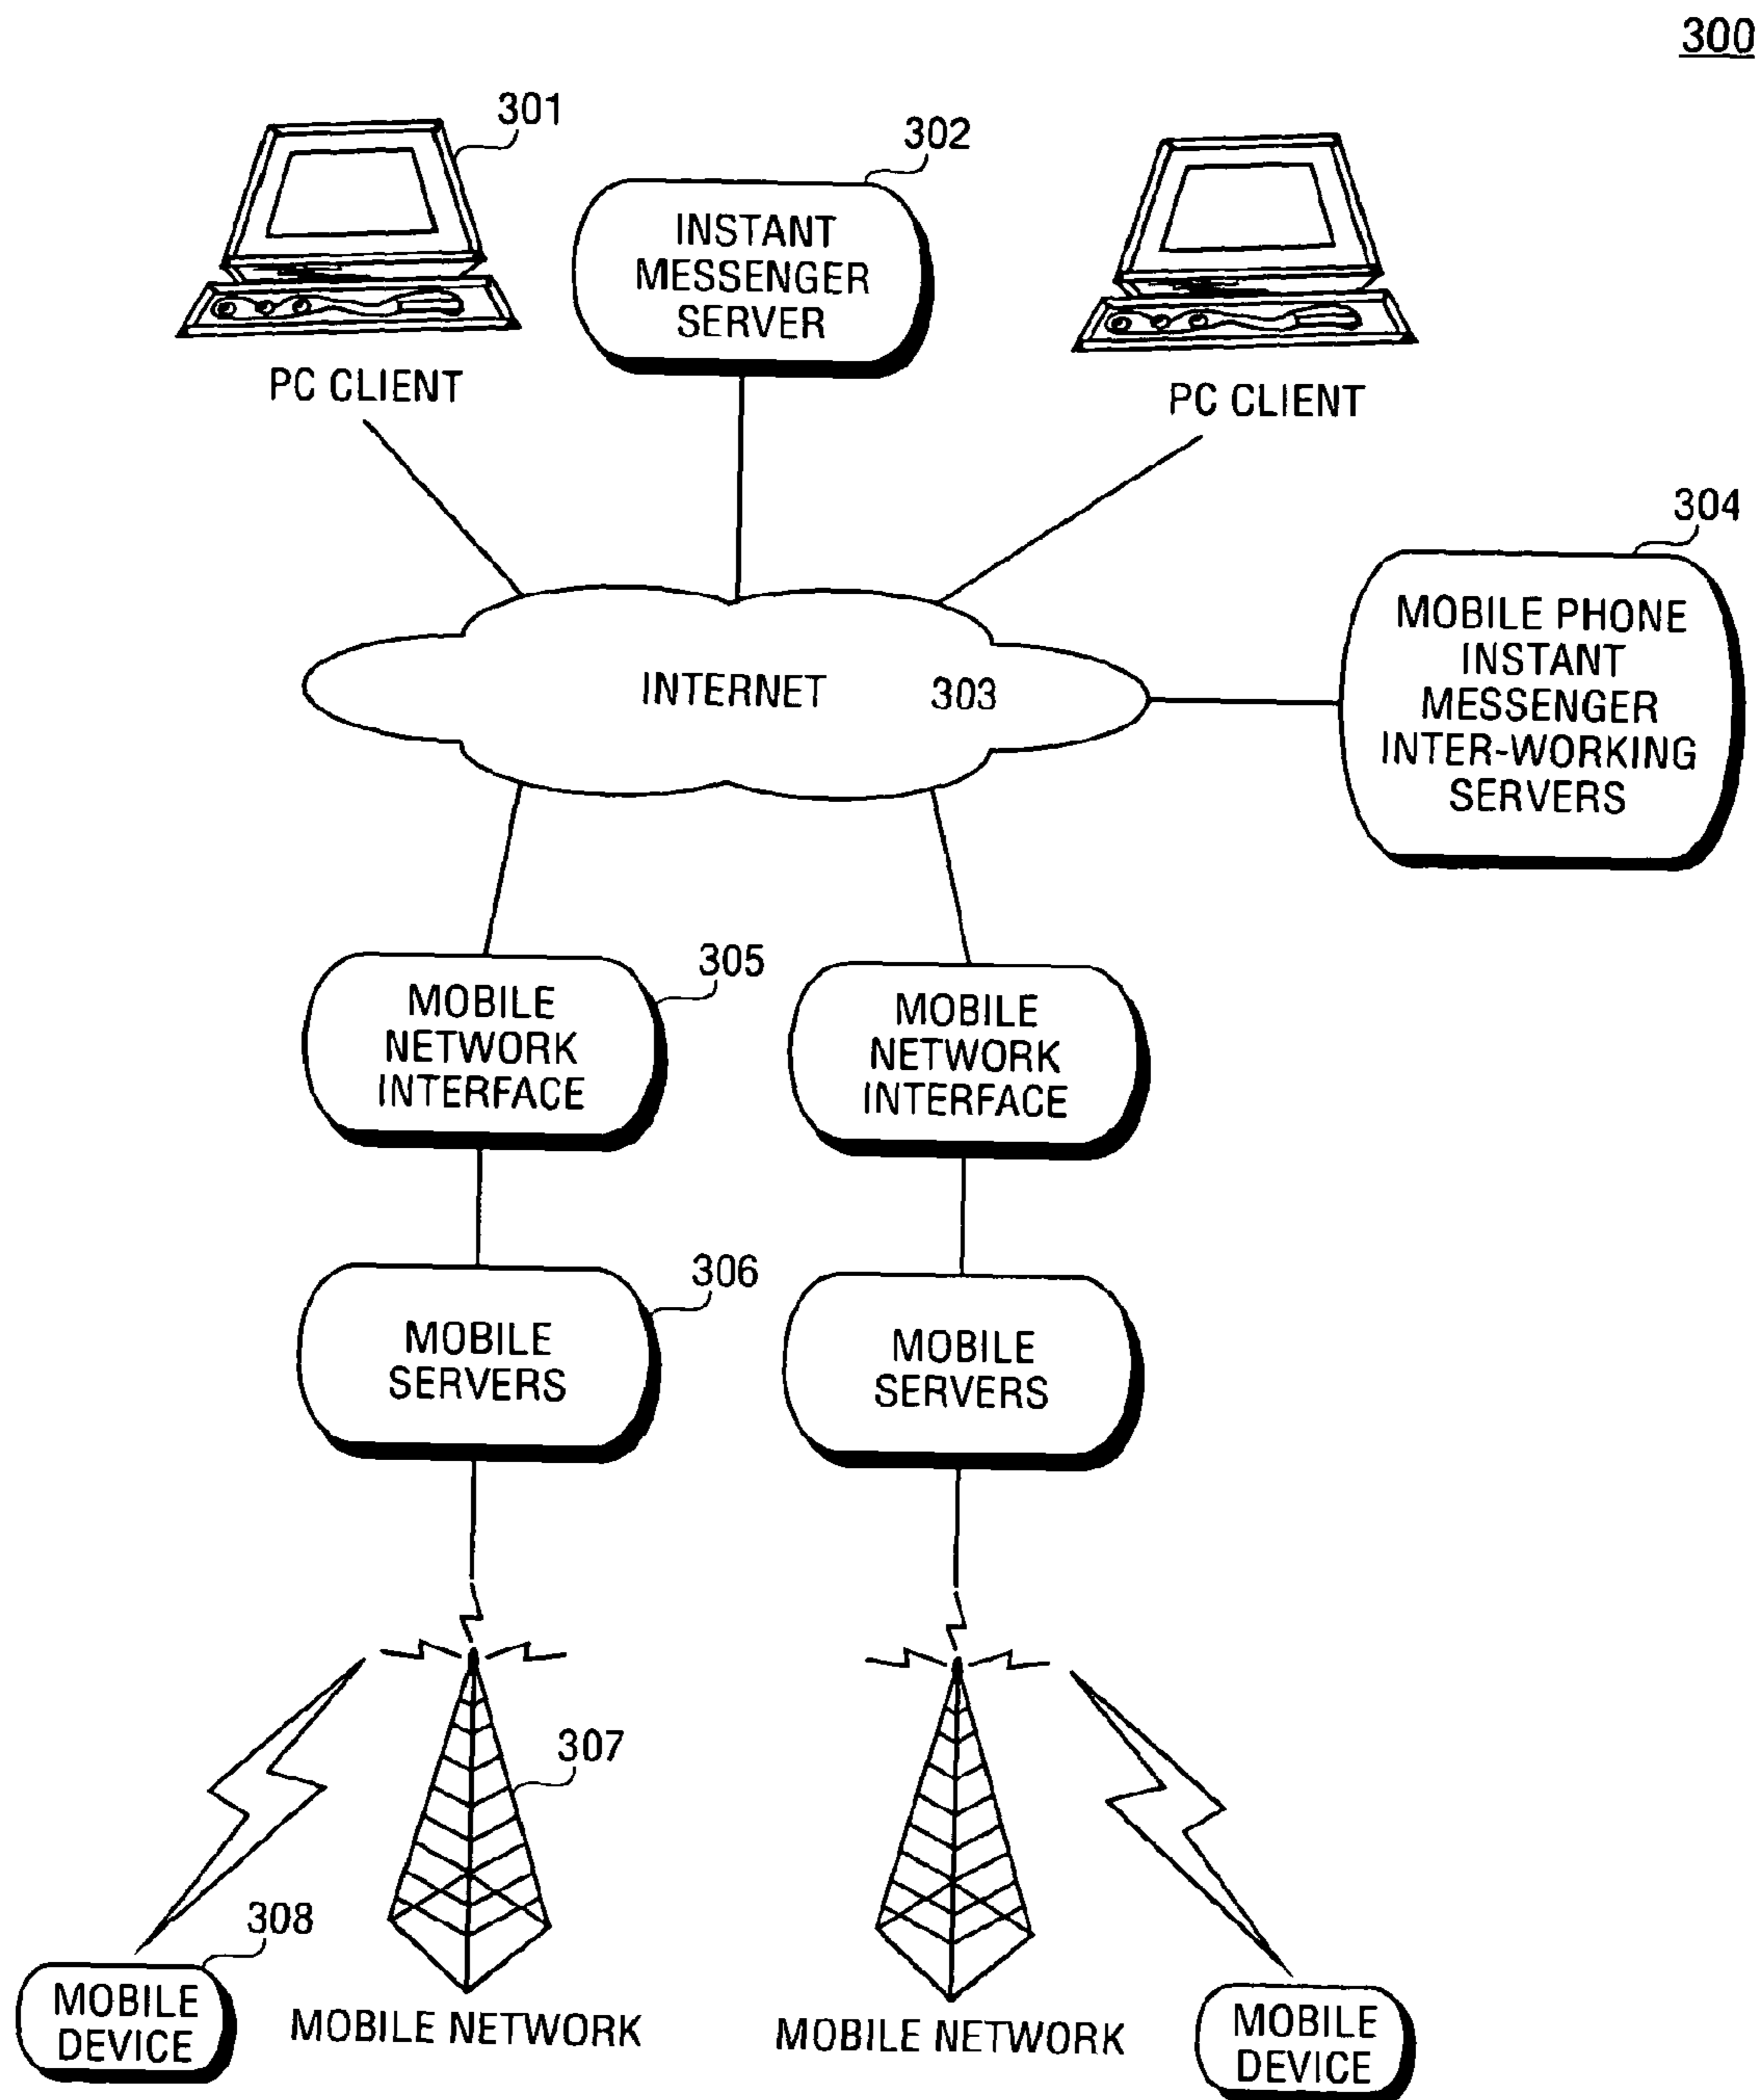 300
301
302
INSTANT
MESSENGER
SERVER
PC CLIENT
PC CLIENT
304
MOBILE PHONE
INSTANT
MESSENGER
INTER-WORKING
SERVERS
INTERNET 303
305
MOBILE
NETWORK
INTERFACE
MOBILE
NETWORK
INTERFACE
306
MOBILE
SERVERS
MOBILE
SERVERS
307
308
MOBILE
DEVICE
MOBILE NETWORK
MOBILE NETWORK
MOBILE
DEVICE